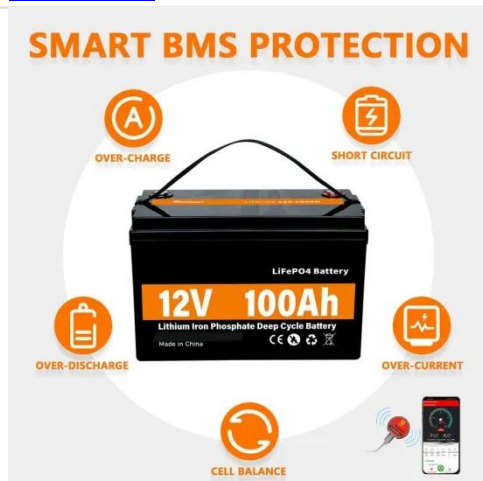 SMART BMS PROTECTION
A
OVER-CHARGE
SHORT CIRCUIT
LiFePO4 Battery
12V 100Ah
Lithium Iron Phosphate Deep Cycle Battery
Made in China
CE
OVER-DISCHARGE
OVER-CURRENT
CELL BALANCE